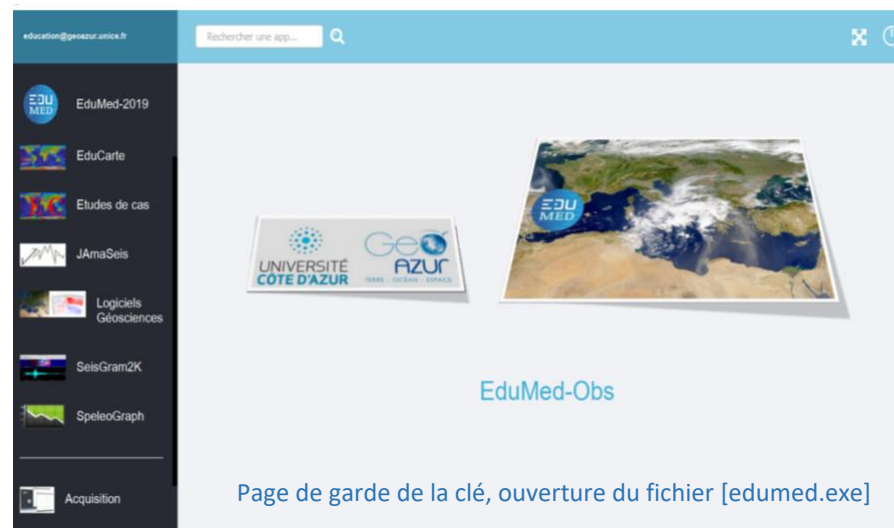 education@geoazur.unice.fr
Rechercher une app...
EDU
MED
EduMed-2019
EduCarte
Etudes de cas
JAmaSeis
Logiciels
Géosciences
SeisGram2K
SpeleoGraph
Acquisition
UNIVERSITÉ
CÔTE D'AZUR
GeO
AZUR
TERRE - OCÉAN - ESPACE
EDU
MED
EduMed-Obs
Page de garde de la clé, ouverture du fichier [edumed.exe]